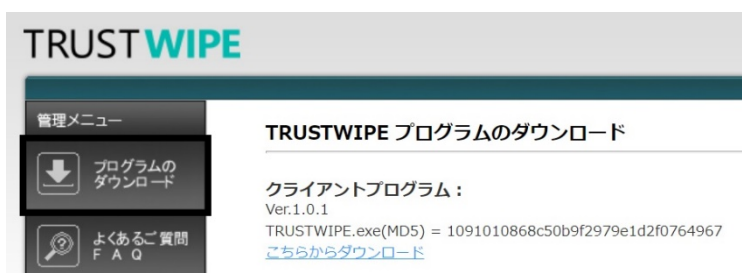 TRUSTWIPE
管理メニュー
プログラムの
ダウンロード
よくあるご質問
F A Q
TRUSTWIPE プログラムのダウンロード
クライアントプログラム：
Ver.1.0.1
TRUSTWIPE.exe(MD5) = 1091010868c50b9f2979e1d2f0764967
こちらからダウンロード